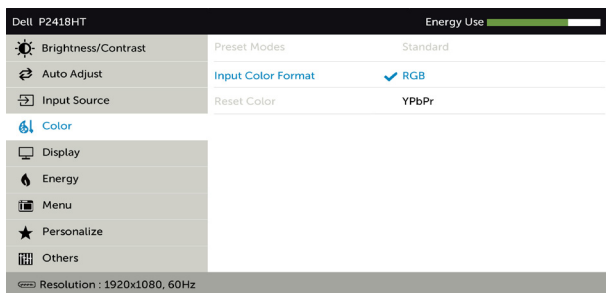 Dell P2418HT Energy Use
Brightness/Contrast Preset Modes Standard
Auto Adjust Input Color Format RGB
Input Source Reset Color YPbPr
Color
Display
Energy
Menu
Personalize
Others
Resolution : 1920x1080, 60Hz